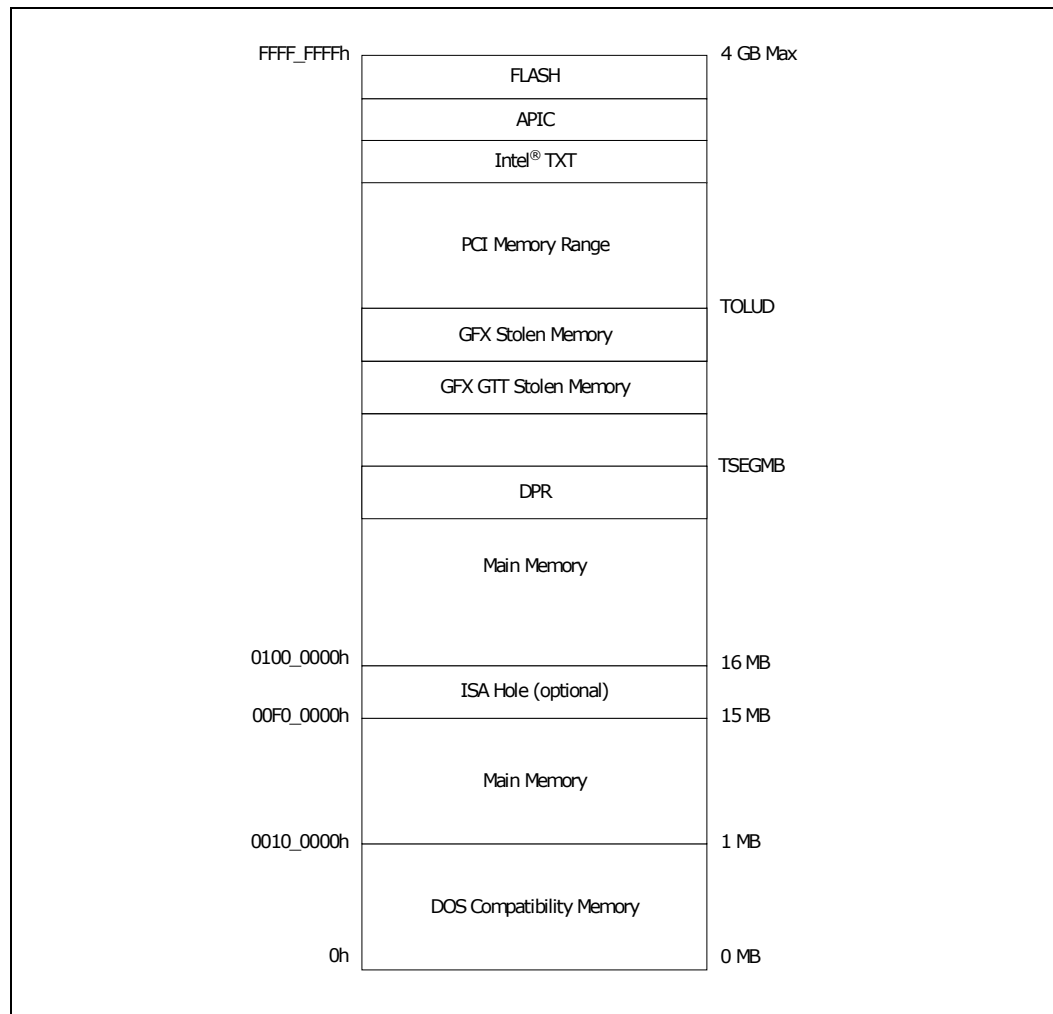 FFFF_FFFFh
4 GB Max
FLASH
APIC
Intel® TXT
PCI Memory Range
TOLUD
GFX Stolen Memory
GFX GTT Stolen Memory
TSEGMB
DPR
Main Memory
0100_0000h
16 MB
ISA Hole (optional)
00F0_0000h
15 MB
Main Memory
0010_0000h
1 MB
DOS Compatibility Memory
0h
0 MB